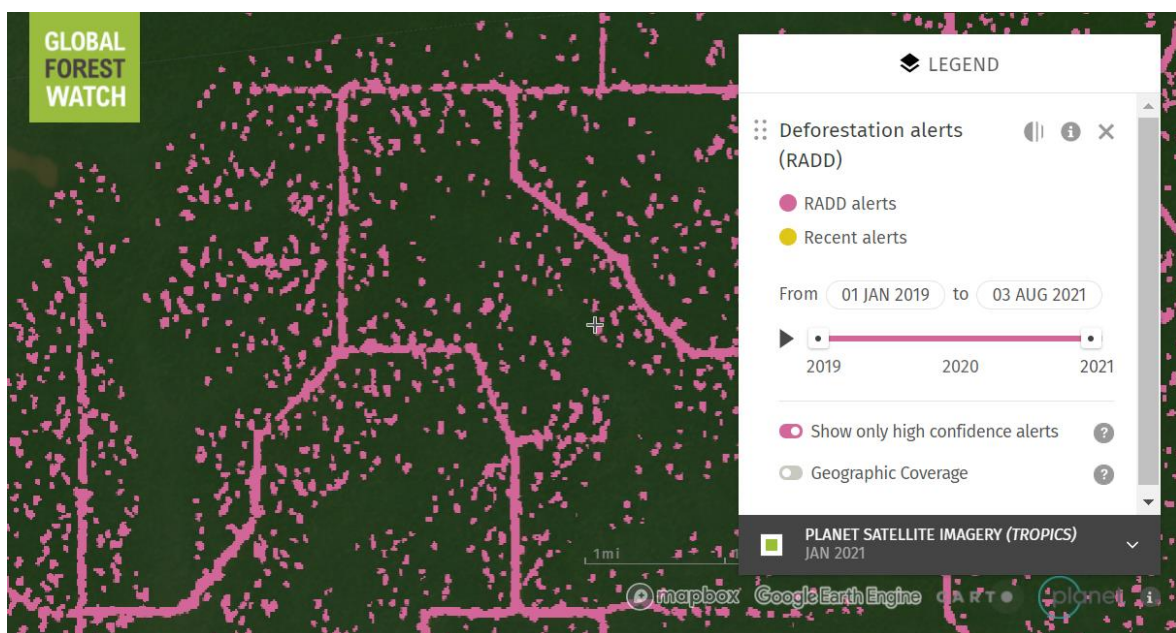 GLOBAL
FOREST
WATCH
LEGEND
Deforestation alerts
(RADD)
RADD alerts
Recent alerts
From 01 JAN 2019 to 03 AUG 2021
2019 2020 2021
Show only high confidence alerts ?
Geographic Coverage ?
PLANET SATELLITE IMAGERY (TROPICS)
JAN 2021
1mi
mapbox Google Earth Engine CARTO planet i